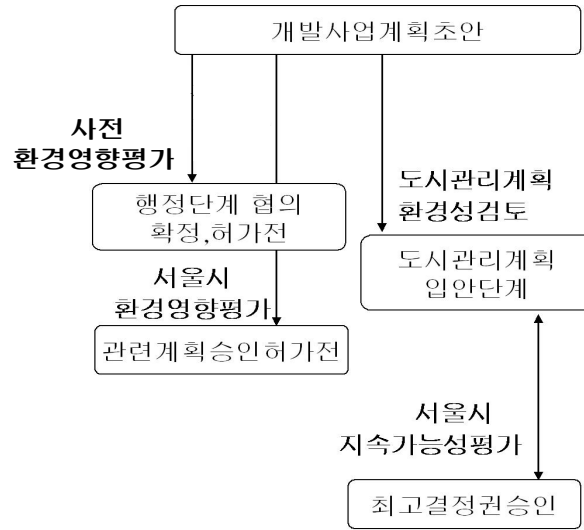 개발사업계획초안
사전
환경영향평가
행정단계 협의
확정,허가전
도시관리계획
환경성검토
도시관리계획
입안단계
서울시
환경영향평가
관련계획승인허가전
서울시
지속가능성평가
최고결정권승인